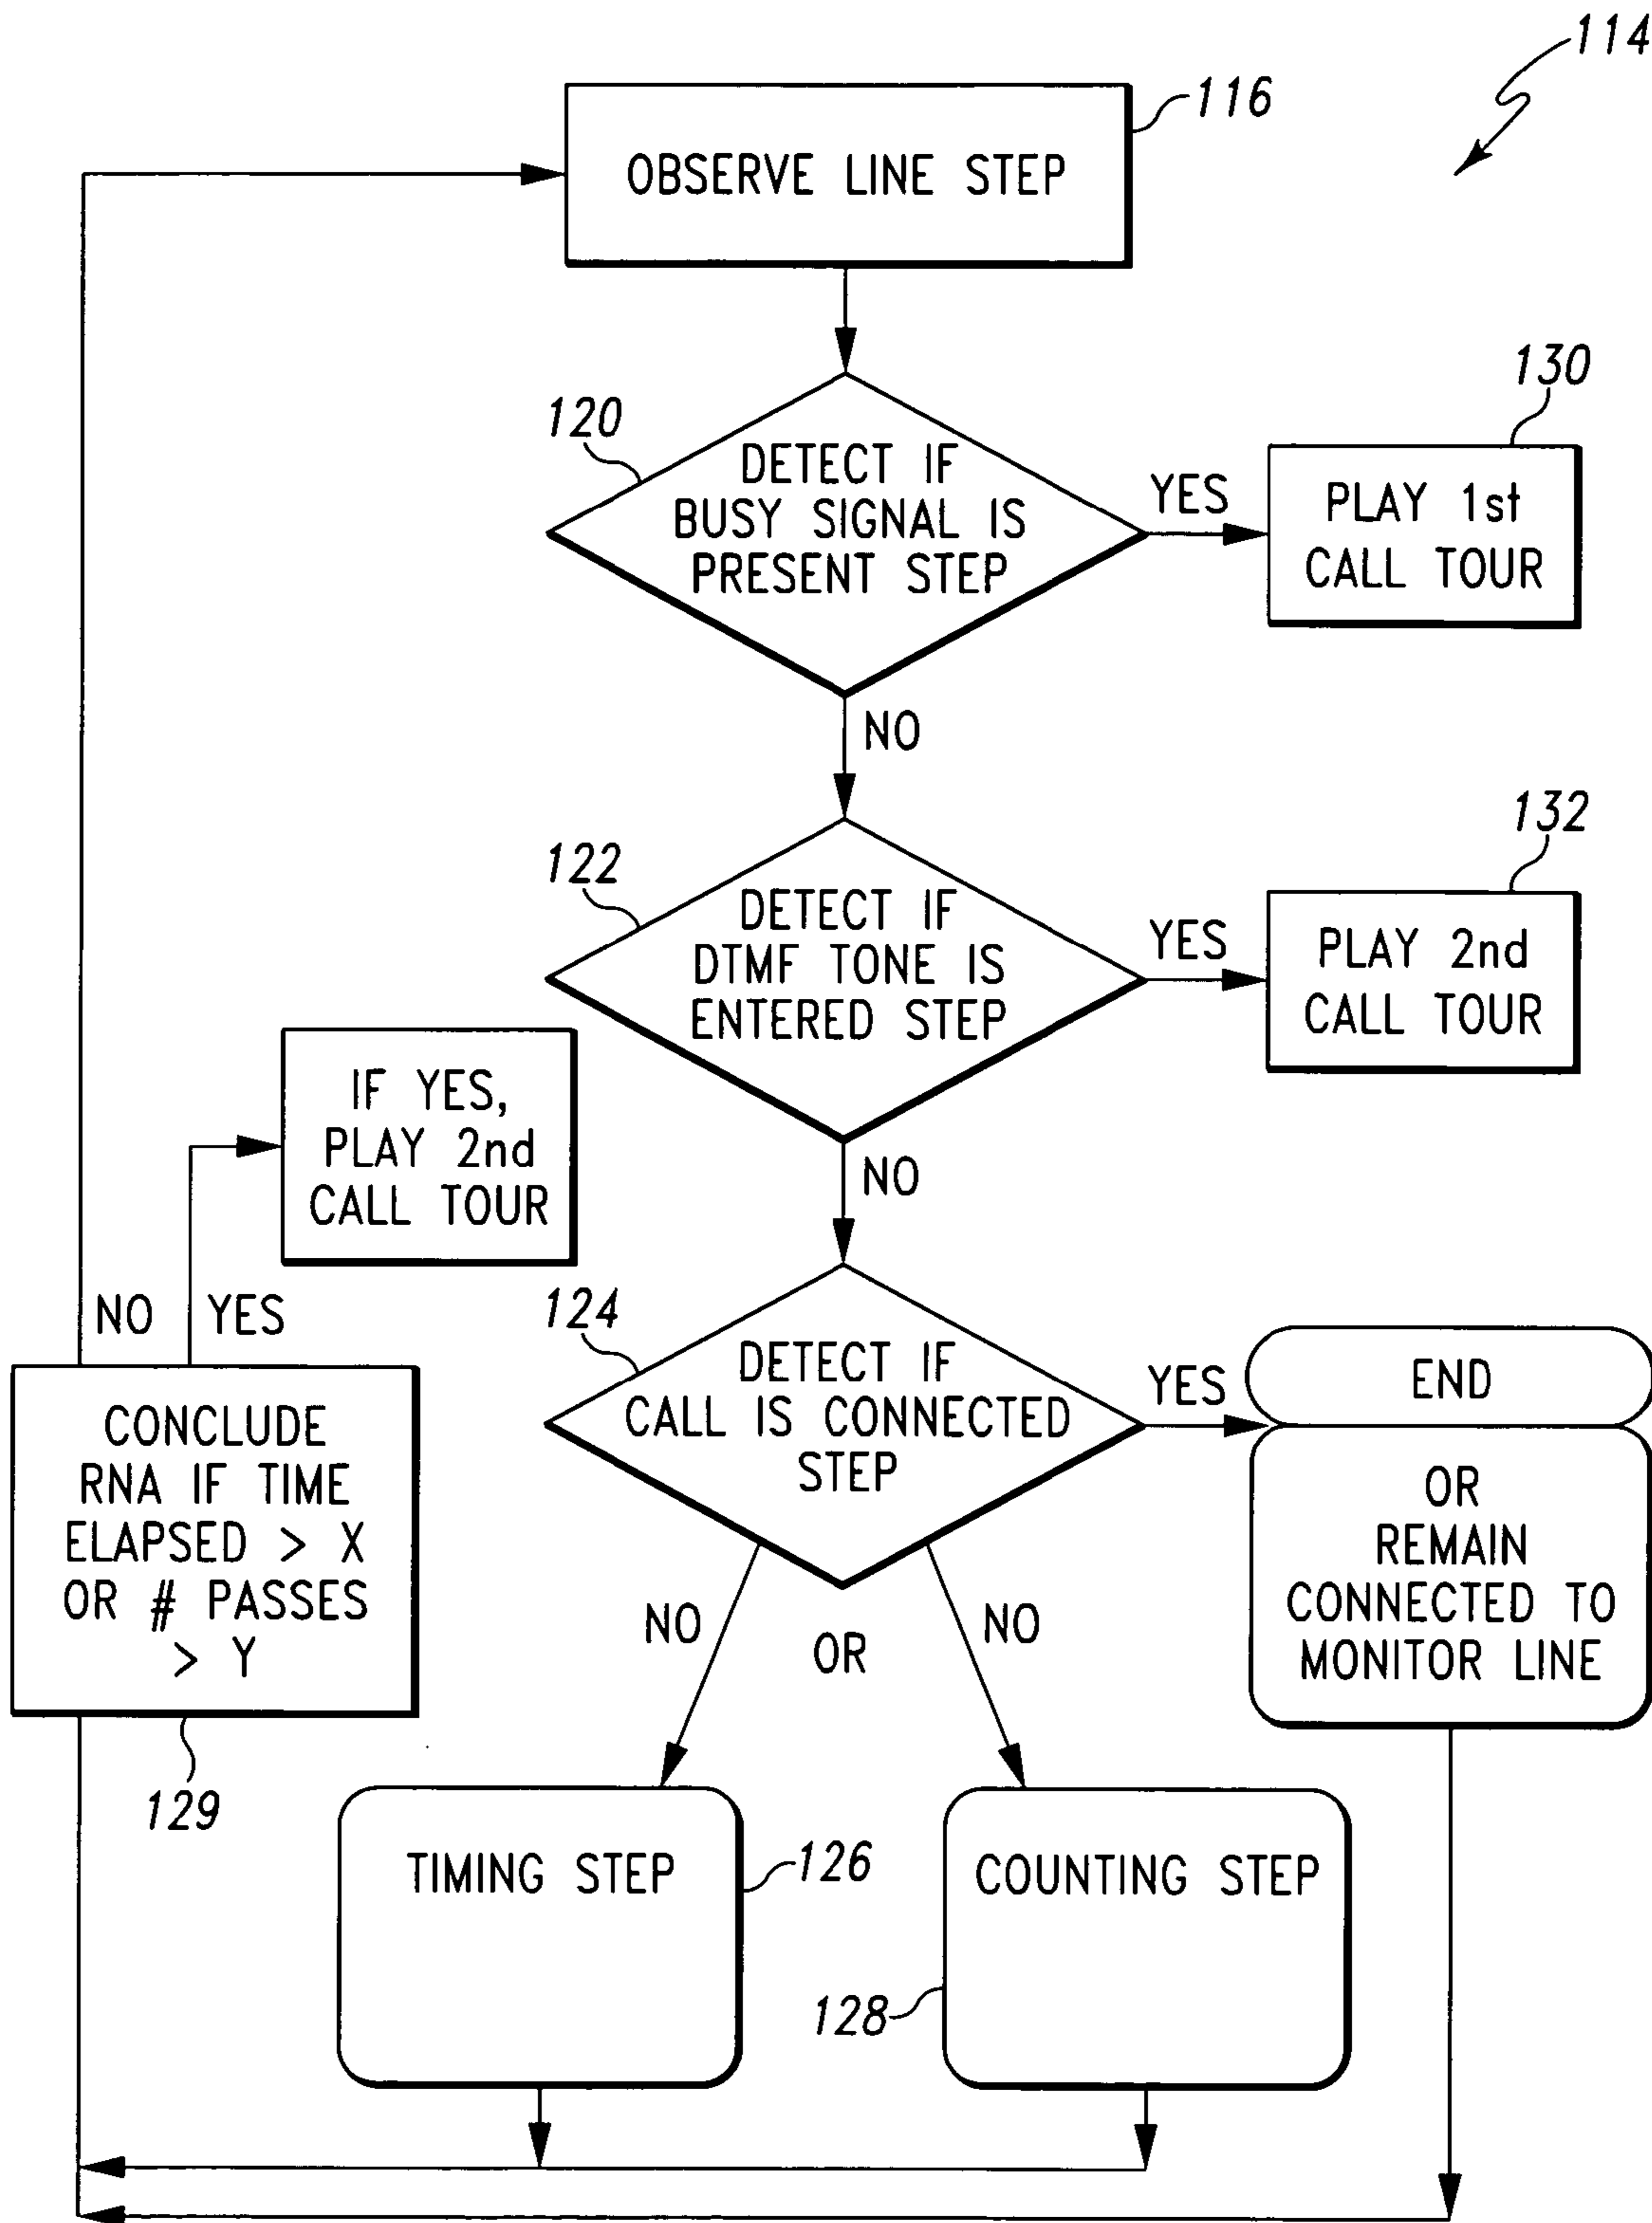 114
116
OBSERVE LINE STEP
120
DETECT IF
BUSY SIGNAL IS
PRESENT STEP
YES
130
PLAY 1st
CALL TOUR
NO
122
DETECT IF
DTMF TONE IS
ENTERED STEP
YES
132
PLAY 2nd
CALL TOUR
IF YES,
PLAY 2nd
CALL TOUR
NO
NO
YES
124
DETECT IF
CALL IS CONNECTED
STEP
YES
END
OR
REMAIN
CONNECTED TO
MONITOR LINE
CONCLUDE
RNA IF TIME
ELAPSED > X
OR # PASSES
> Y
129
NO
OR
NO
TIMING STEP
126
COUNTING STEP
128